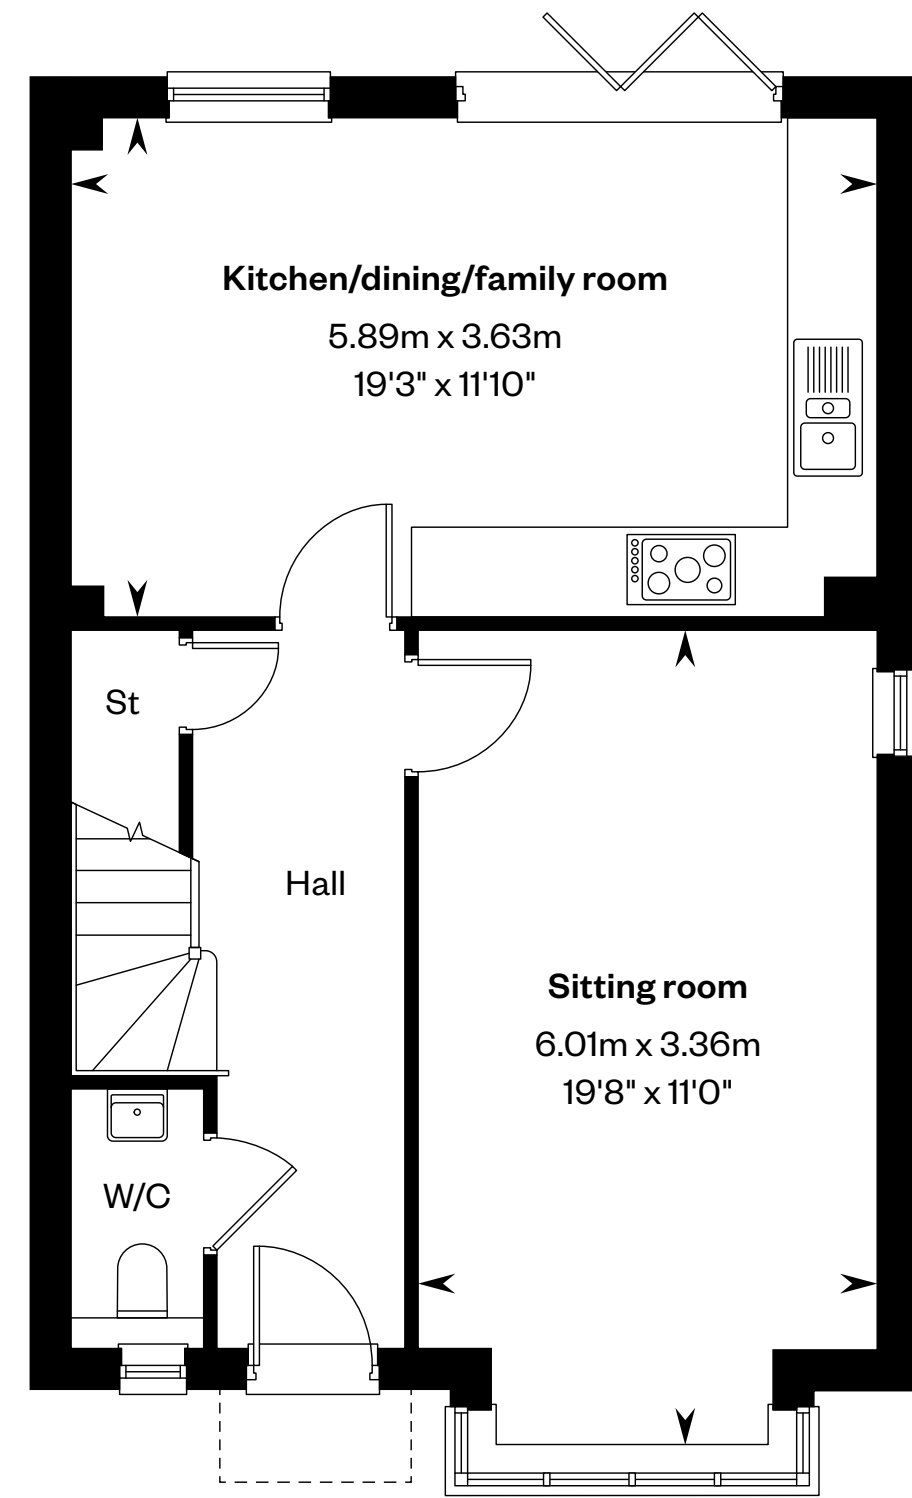 Kitchen/dining/family room
5.89m x 3.63m
19'3" x 11'10"
St
Hall
Sitting room
6.01m x 3.36m
19'8" x 11'0"
W/C